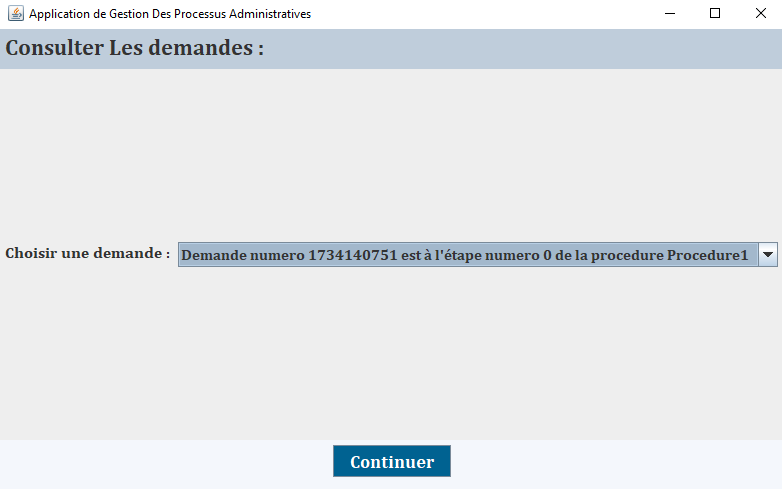 Application de Gestion Des Processus Administratives
Consulter Les demandes :
Choisir une demande : Demande numero 1734140751 est à l'étape numero 0 de la procedure Procedure1
Continuer